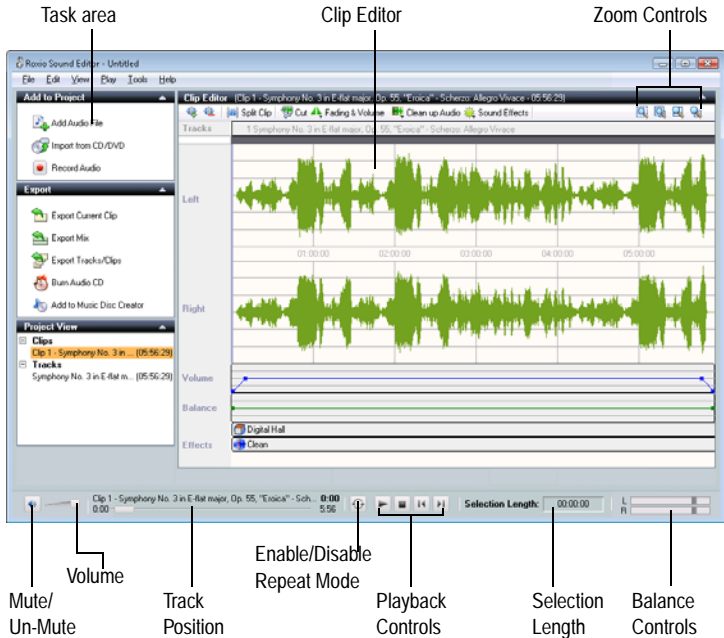 Task area
Clip Editor
Zoom Controls
Roxio Sound Editor - Untitled
File Edit View Play Tools Help
Add to Project
Add Audio File
Import from CD/DVD
Record Audio
Export
Export Current Clip
Export Mix
Export Tracks/Clips
Burn Audio CD
Add to Music Disc Creator
Project View
Clips
Clip 1 - Symphony No. 3 in ... (05:56:29)
Tracks
Symphony No. 3 in E-flat m... (05:56:29)
Clip Editor (Clip 1 - Symphony No. 3 in E-flat major, Op. 55, "Eroica" - Scherzo: Allegro Vivace - 05:56:29)
Split Clip Cut Fading & Volume Clean up Audio Sound Effects
Tracks
1 Symphony No. 3 in E-flat major, Op. 55, "Eroica" - Scherzo: Allegro Vivace
Left
01:00:00 02:00:00 03:00:00 04:00:00 05:00:00
Right
Volume
Balance
Digital Hall
Effects
Clean
Clip 1 - Symphony No. 3 in E-flat major, Op. 55, "Eroica" - Sch... 0:00
0:00 5:56
Selection Length: 00:00:00
L
R
Volume
Enable/Disable
Repeat Mode
Mute/
Un-Mute
Track
Position
Playback
Controls
Selection
Length
Balance
Controls